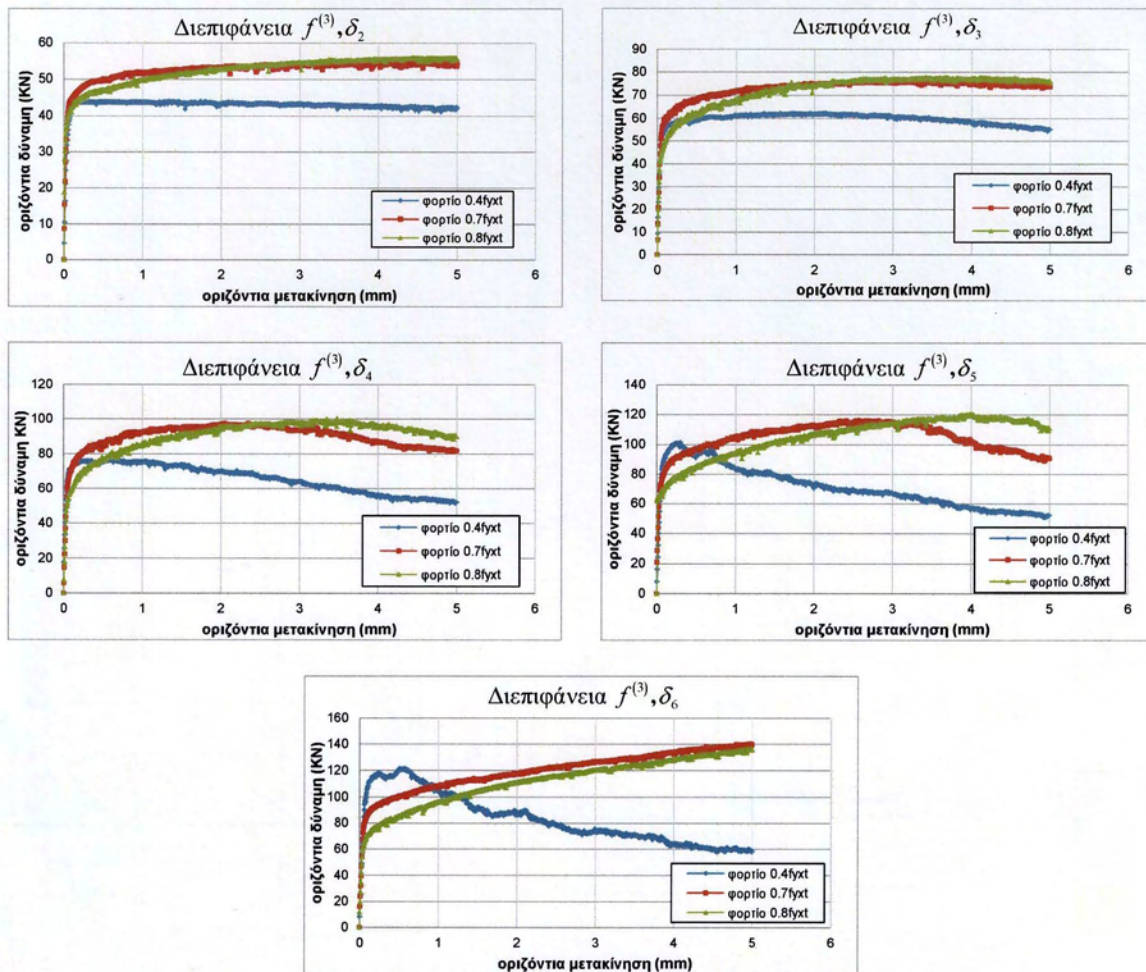 Διεπιφάνεια f⁽³⁾,δ₂
οριζόντια δύναμη (KN)
60
50
40
30
20
10
0
φορτίο 0.4fyxt
φορτίο 0.7fyxt
φορτίο 0.8fyxt
0 1 2 3 4 5 6
οριζόντια μετακίνηση (mm)
Διεπιφάνεια f⁽³⁾,δ₃
οριζόντια δύναμη (KN)
90
80
70
60
50
40
30
20
10
0
φορτίο 0.4fyxt
φορτίο 0.7fyxt
φορτίο 0.8fyxt
0 1 2 3 4 5 6
οριζόντια μετακίνηση (mm)
Διεπιφάνεια f⁽³⁾,δ₄
οριζόντια δύναμη KN)
120
100
80
60
40
20
0
φορτίο 0.4fyxt
φορτίο 0.7fyxt
φορτίο 0.8fyxt
0 1 2 3 4 5 6
οριζόντια μετακίνηση (mm)
Διεπιφάνεια f⁽³⁾,δ₅
οριζόντια δύναμη (KN)
140
120
100
80
60
40
20
0
φορτίο 0.4fyxt
φορτίο 0.7fyxt
φορτίο 0.8fyxt
0 1 2 3 4 5 6
οριζόντια μετακίνηση (mm)
Διεπιφάνεια f⁽³⁾,δ₆
οριζόντια δύναμη (KN)
160
140
120
100
80
60
40
20
0
φορτίο 0.4fyxt
φορτίο 0.7fyxt
φορτίο 0.8fyxt
0 1 2 3 4 5 6
οριζόντια μετακίνηση (mm)